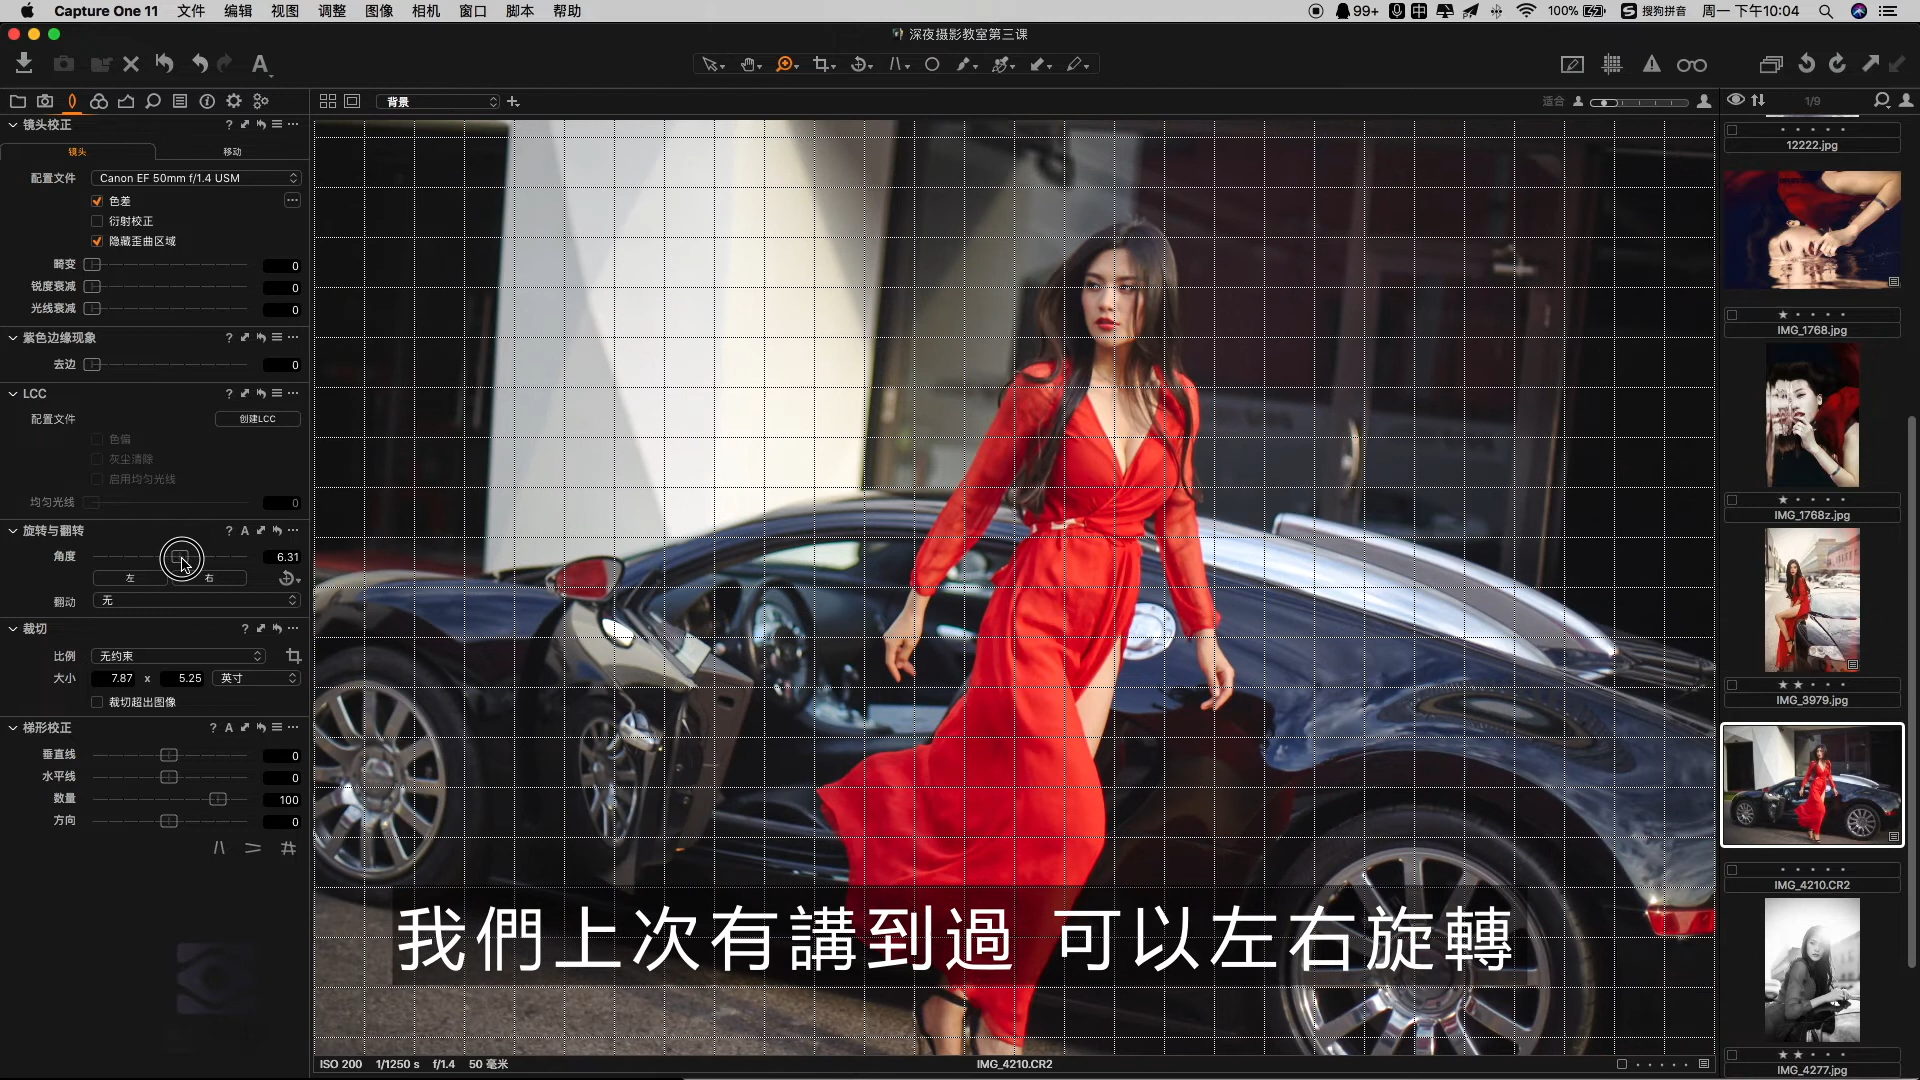 Capture One 11 文件 编辑 视图 调整 图像 相机 窗口 脚本 帮助
99+ 中 100% S 搜狗拼音 周一 下午10:04
深夜摄影教室第三课
A
背景
适合
1/9
镜头校正
镜头 移动
配置文件 Canon EF 50mm f/1.4 USM
色差
衍射校正
隐藏歪曲区域
畸变 0
锐度衰减 0
光线衰减 0
紫色边缘现象
去边 0
LCC
配置文件 创建LCC
色偏
灰尘清除
启用均匀光线
均匀光线 0
旋转与翻转 ? A
角度 6.31
左 右
翻动 无
裁切
比例 无约束
大小 7.87 x 5.25 英寸
裁切超出图像
梯形校正 ? A
垂直线 0
水平线 0
数量 100
方向 0
我們上次有講到過 可以左右旋轉
ISO 200 1/1250 s f/1.4 50 毫米
IMG_4210.CR2
12222.jpg
IMG_1768.jpg
IMG_1768z.jpg
IMG_3979.jpg
IMG_4210.CR2
IMG_4277.jpg